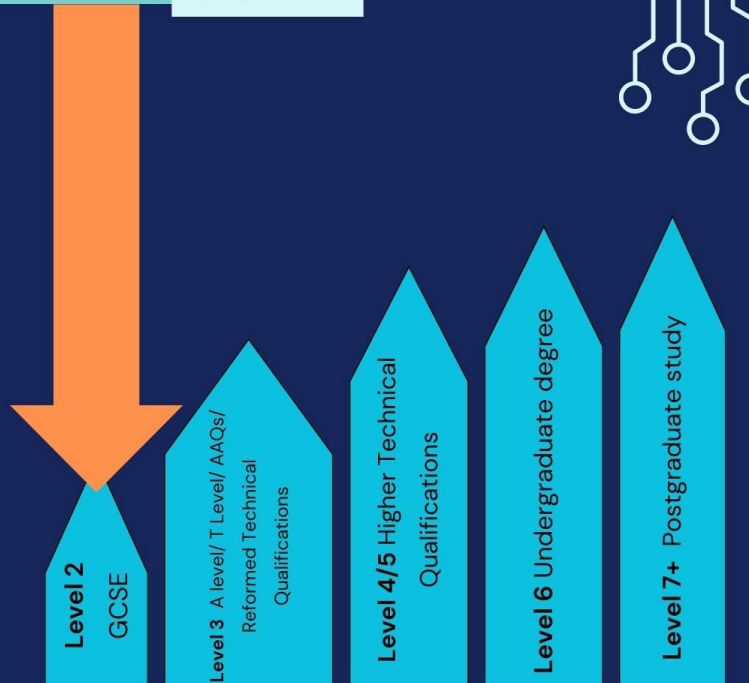 Level 2
GCSE
Level 3 A level/ T Level/ AAQs/
Reformed Technical
Qualifications
Level 4/5 Higher Technical
Qualifications
Level 6 Undergraduate degree
Level 7+ Postgraduate study